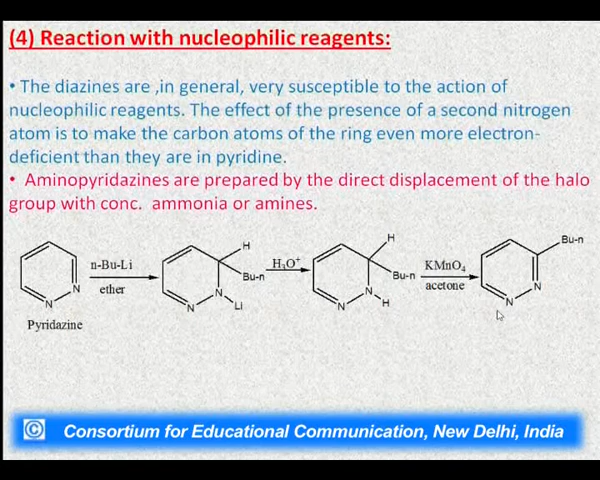 (4) Reaction with nucleophilic reagents:
• The diazines are ,in general, very susceptible to the action of
nucleophilic reagents. The effect of the presence of a second nitrogen
atom is to make the carbon atoms of the ring even more electron-
deficient than they are in pyridine.
• Aminopyridazines are prepared by the direct displacement of the halo
group with conc. ammonia or amines.
N
N
Pyridazine
n-Bu-Li
ether
H
Bu-n
N
N
Li
H₃O⁺
H
Bu-n
N
N
H
KMnO₄
acetone
Bu-n
N
N
© Consortium for Educational Communication, New Delhi, India